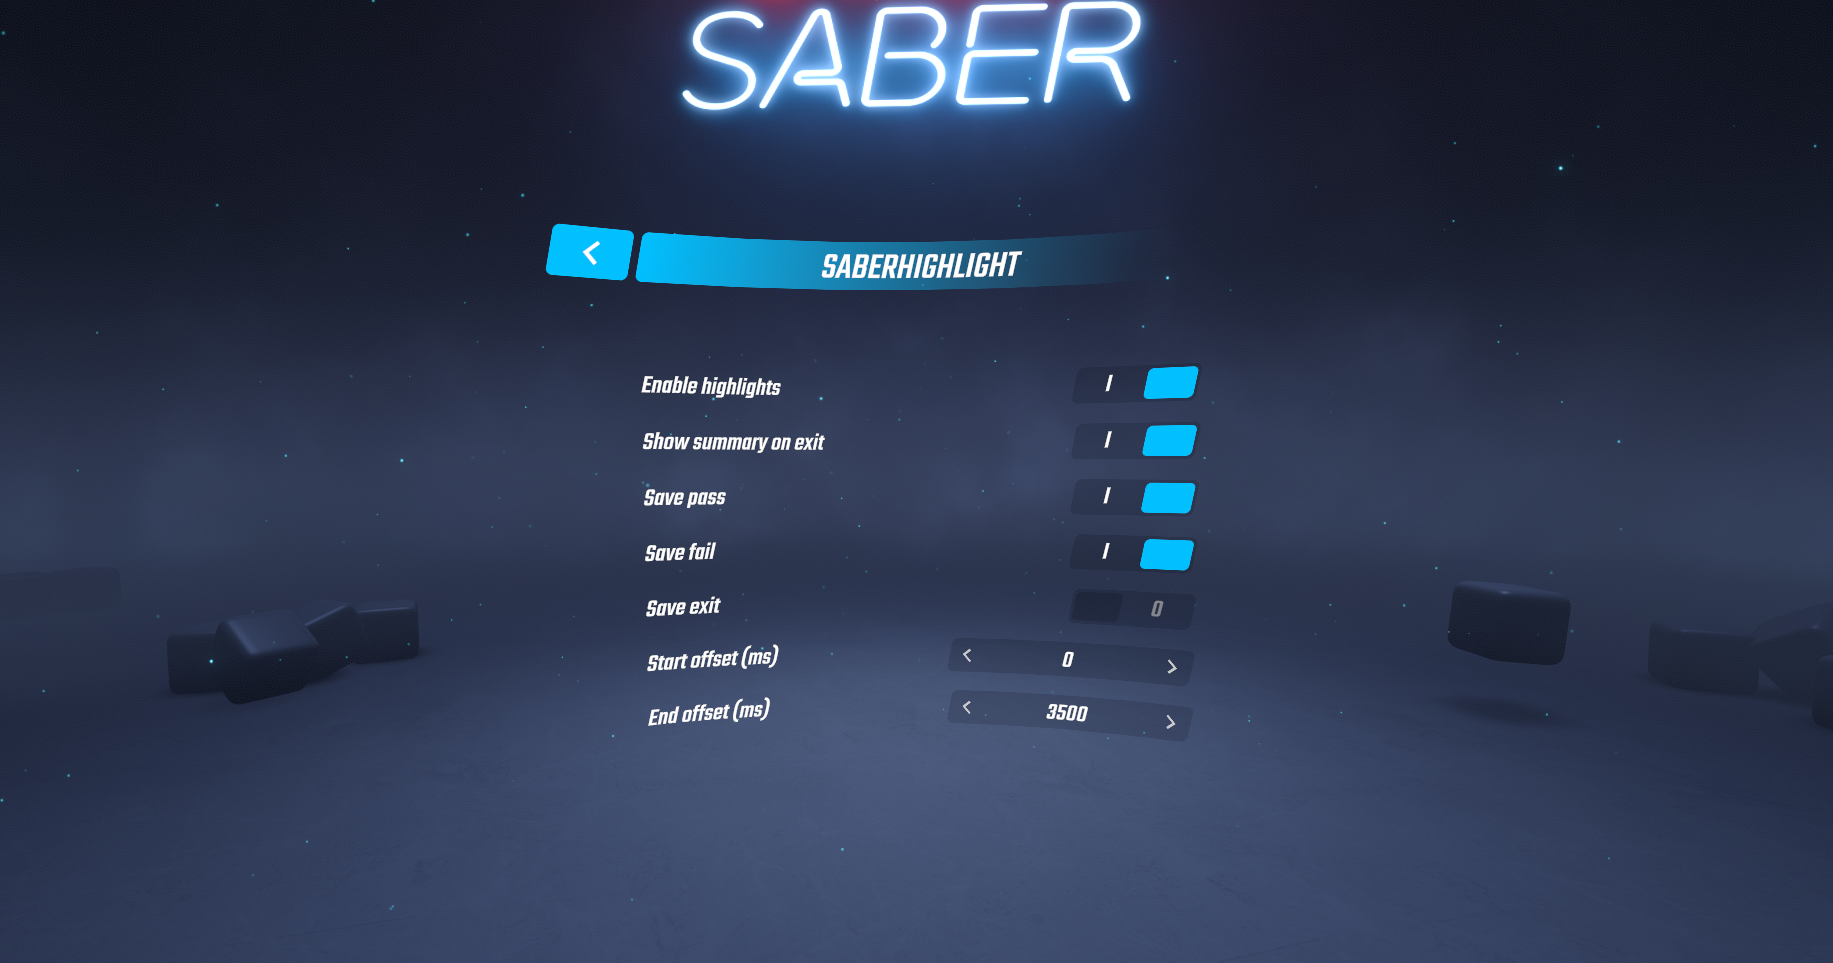 SABER
SABERHIGHLIGHT
Enable highlights I
Show summary on exit I
Save pass I
Save fail I
Save exit 0
Start offset (ms) < 0 >
End offset (ms) < 3500 >